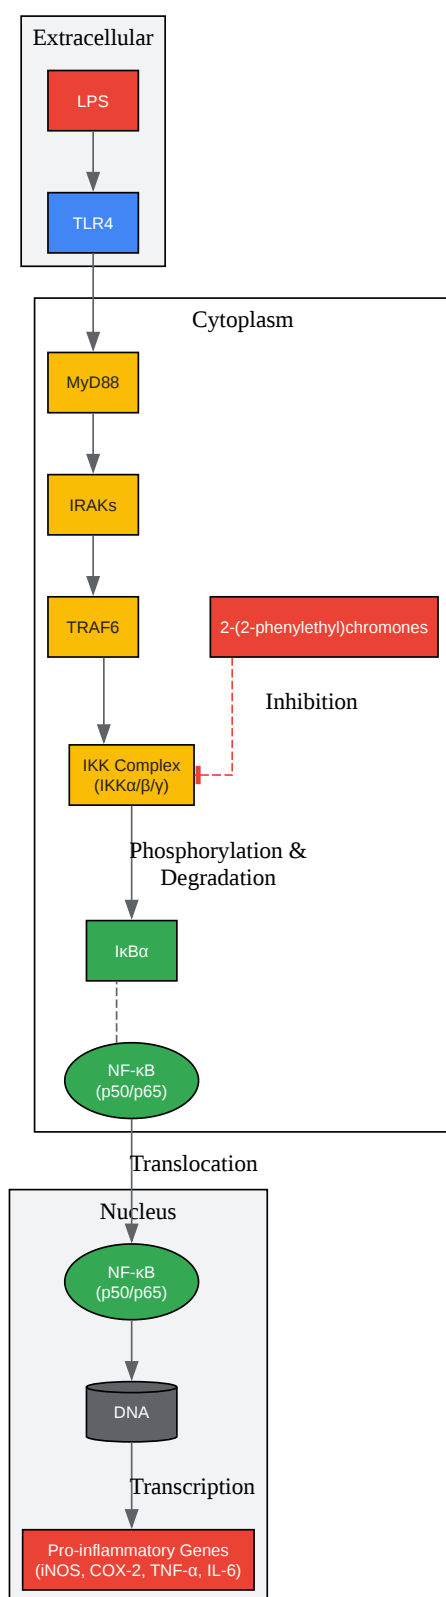 Extracellular
LPS
TLR4
Cytoplasm
MyD88
IRAKs
TRAF6
2-(2-phenylethyl)chromones
Inhibition
IKK Complex
(IKKα/β/γ)
Phosphorylation &
Degradation
IκBα
NF-κB
(p50/p65)
Translocation
Nucleus
NF-κB
(p50/p65)
DNA
Transcription
Pro-inflammatory Genes
(iNOS, COX-2, TNF-α, IL-6)